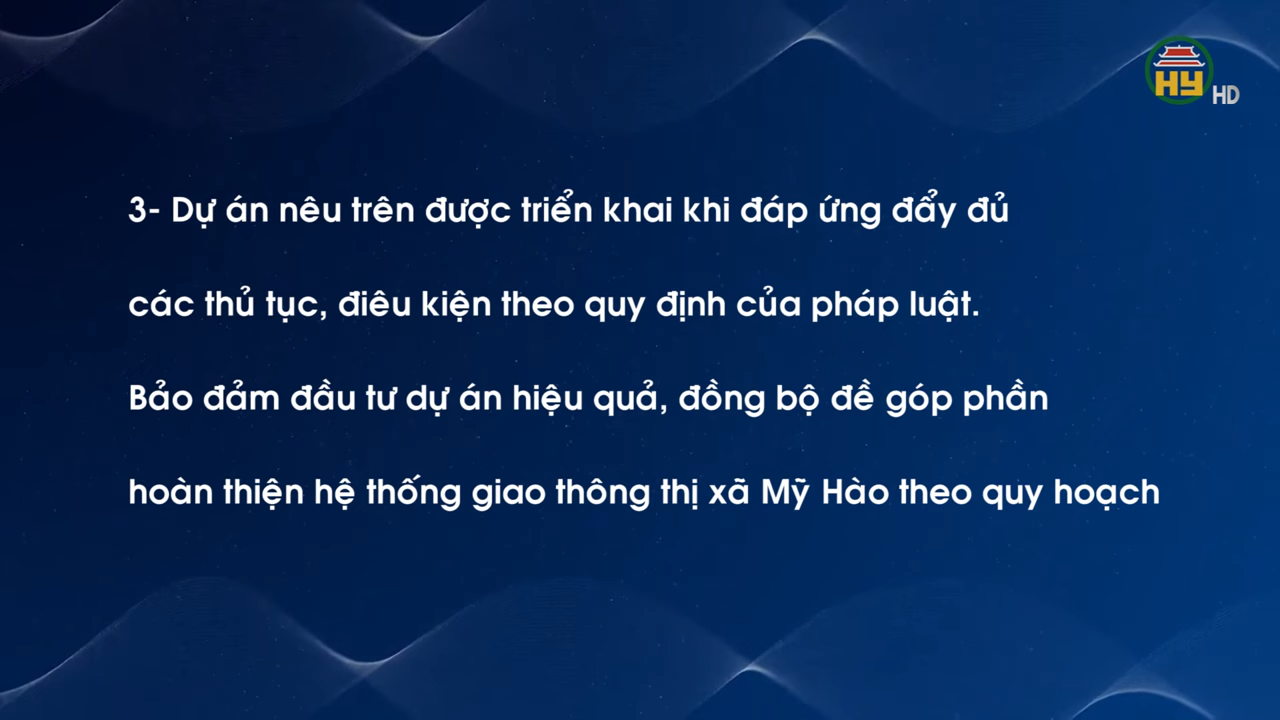 HY
HD
3- Dự án nêu trên được triển khai khi đáp ứng đẩy đủ
các thủ tục, điêu kiện theo quy định của pháp luật.
Bảo đảm đầu tư dự án hiệu quả, đồng bộ đề góp phần
hoàn thiện hệ thống giao thông thị xã Mỹ Hào theo quy hoạch